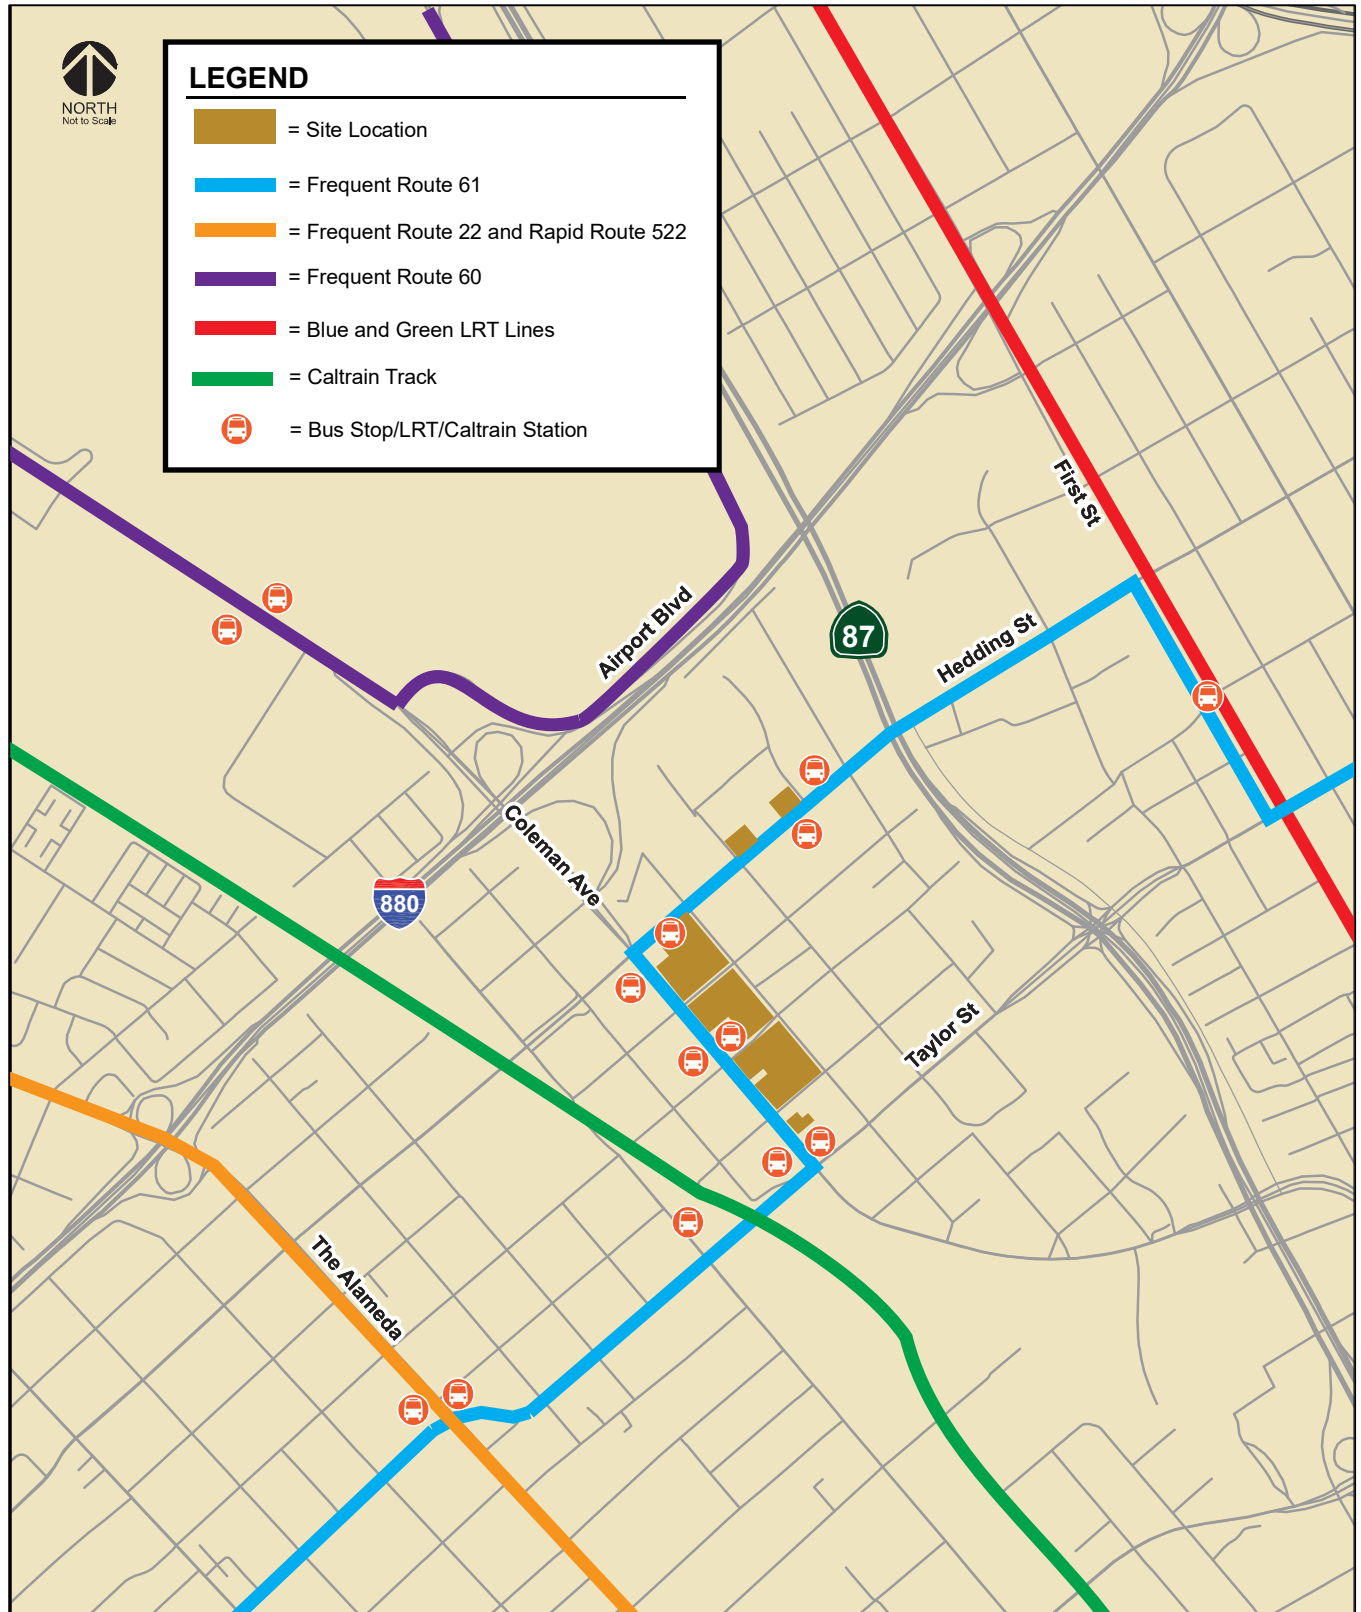 NORTH
Not to Scale
LEGEND
= Site Location
= Frequent Route 61
= Frequent Route 22 and Rapid Route 522
= Frequent Route 60
= Blue and Green LRT Lines
= Caltrain Track
= Bus Stop/LRT/Caltrain Station
First St
Airport Blvd
87
Hedding St
Coleman Ave
880
Taylor St
The Alameda